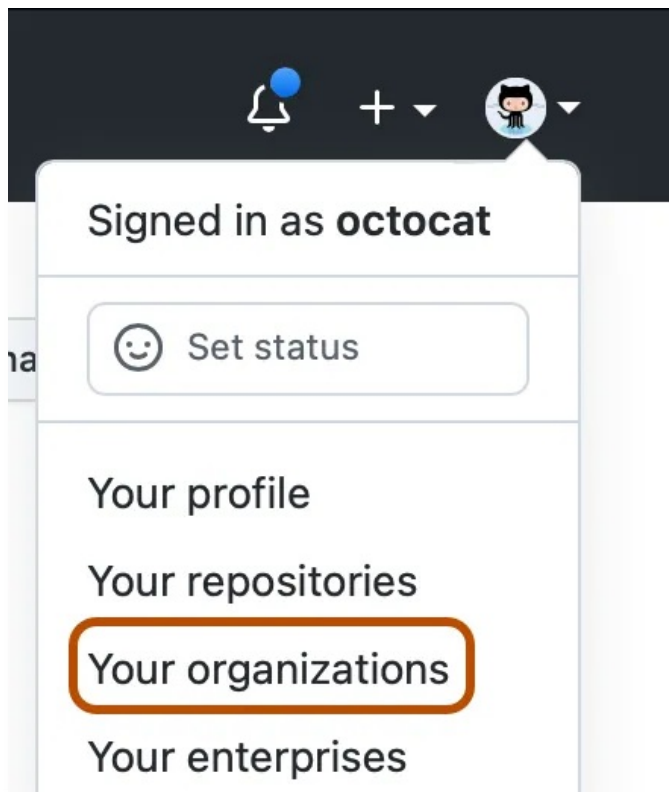 Signed in as octocat
Set status
Your profile
Your repositories
Your organizations
Your enterprises